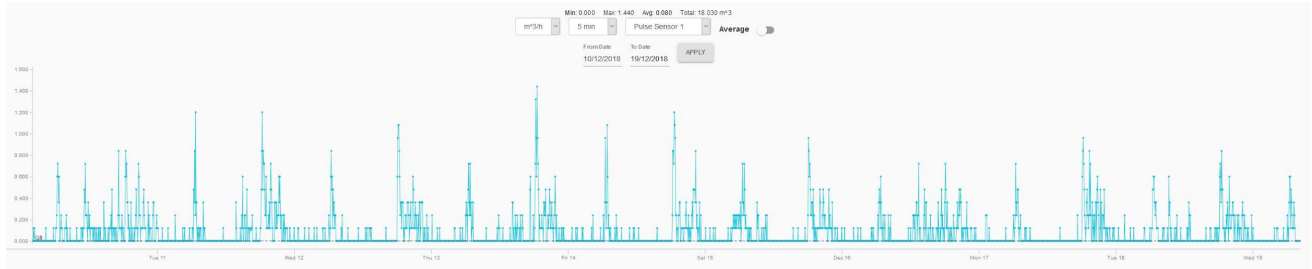 Min: 0.000 Max: 1.440 Avg: 0.080 Total: 18.030 m^3
m^3/h 5 min Pulse Sensor 1 Average
From Date To Date
10/12/2018 19/12/2018 APPLY
1.600
1.400
1.200
1.000
0.800
0.600
0.400
0.200
0.000
Tue 11 Wed 12 Thu 13 Fri 14 Sat 15 Dec 16 Mon 17 Tue 18 Wed 19